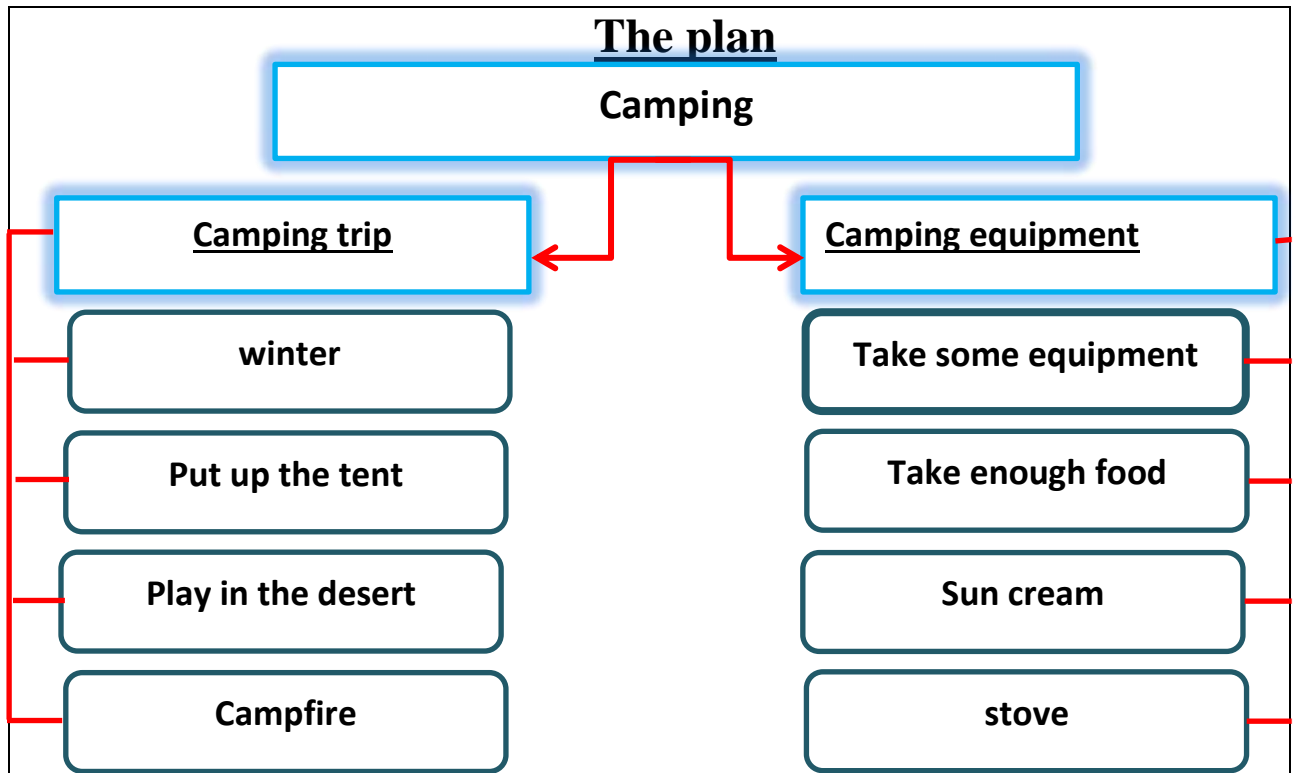 The plan
Camping
Camping trip
winter
Put up the tent
Play in the desert
Campfire
Camping equipment
Take some equipment
Take enough food
Sun cream
stove